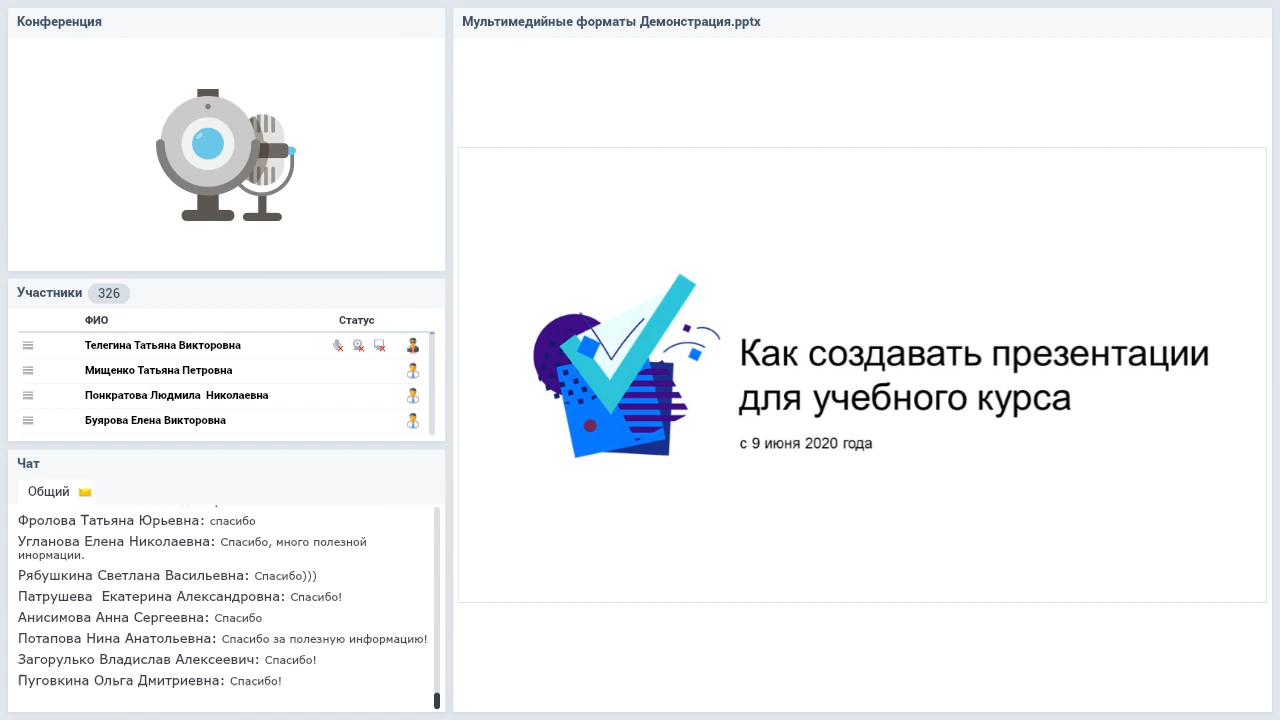 Конференция
Участники 326
ФИО Статус
Телегина Татьяна Викторовна
Мищенко Татьяна Петровна
Понкратова Людмила  Николаевна
Буярова Елена Викторовна
Чат
Общий
Фролова Татьяна Юрьевна: спасибо
Угланова Елена Николаевна: Спасибо, много полезной
инормации.
Рябушкина Светлана Васильевна: Спасибо)))
Патрушева  Екатерина Александровна: Спасибо!
Анисимова Анна Сергеевна: Спасибо
Потапова Нина Анатольевна: Спасибо за полезную информацию!
Загорулько Владислав Алексеевич: Спасибо!
Пуговкина Ольга Дмитриевна: Спасибо!
Мультимедийные форматы Демонстрация.pptx
Как создавать презентации
для учебного курса
с 9 июня 2020 года